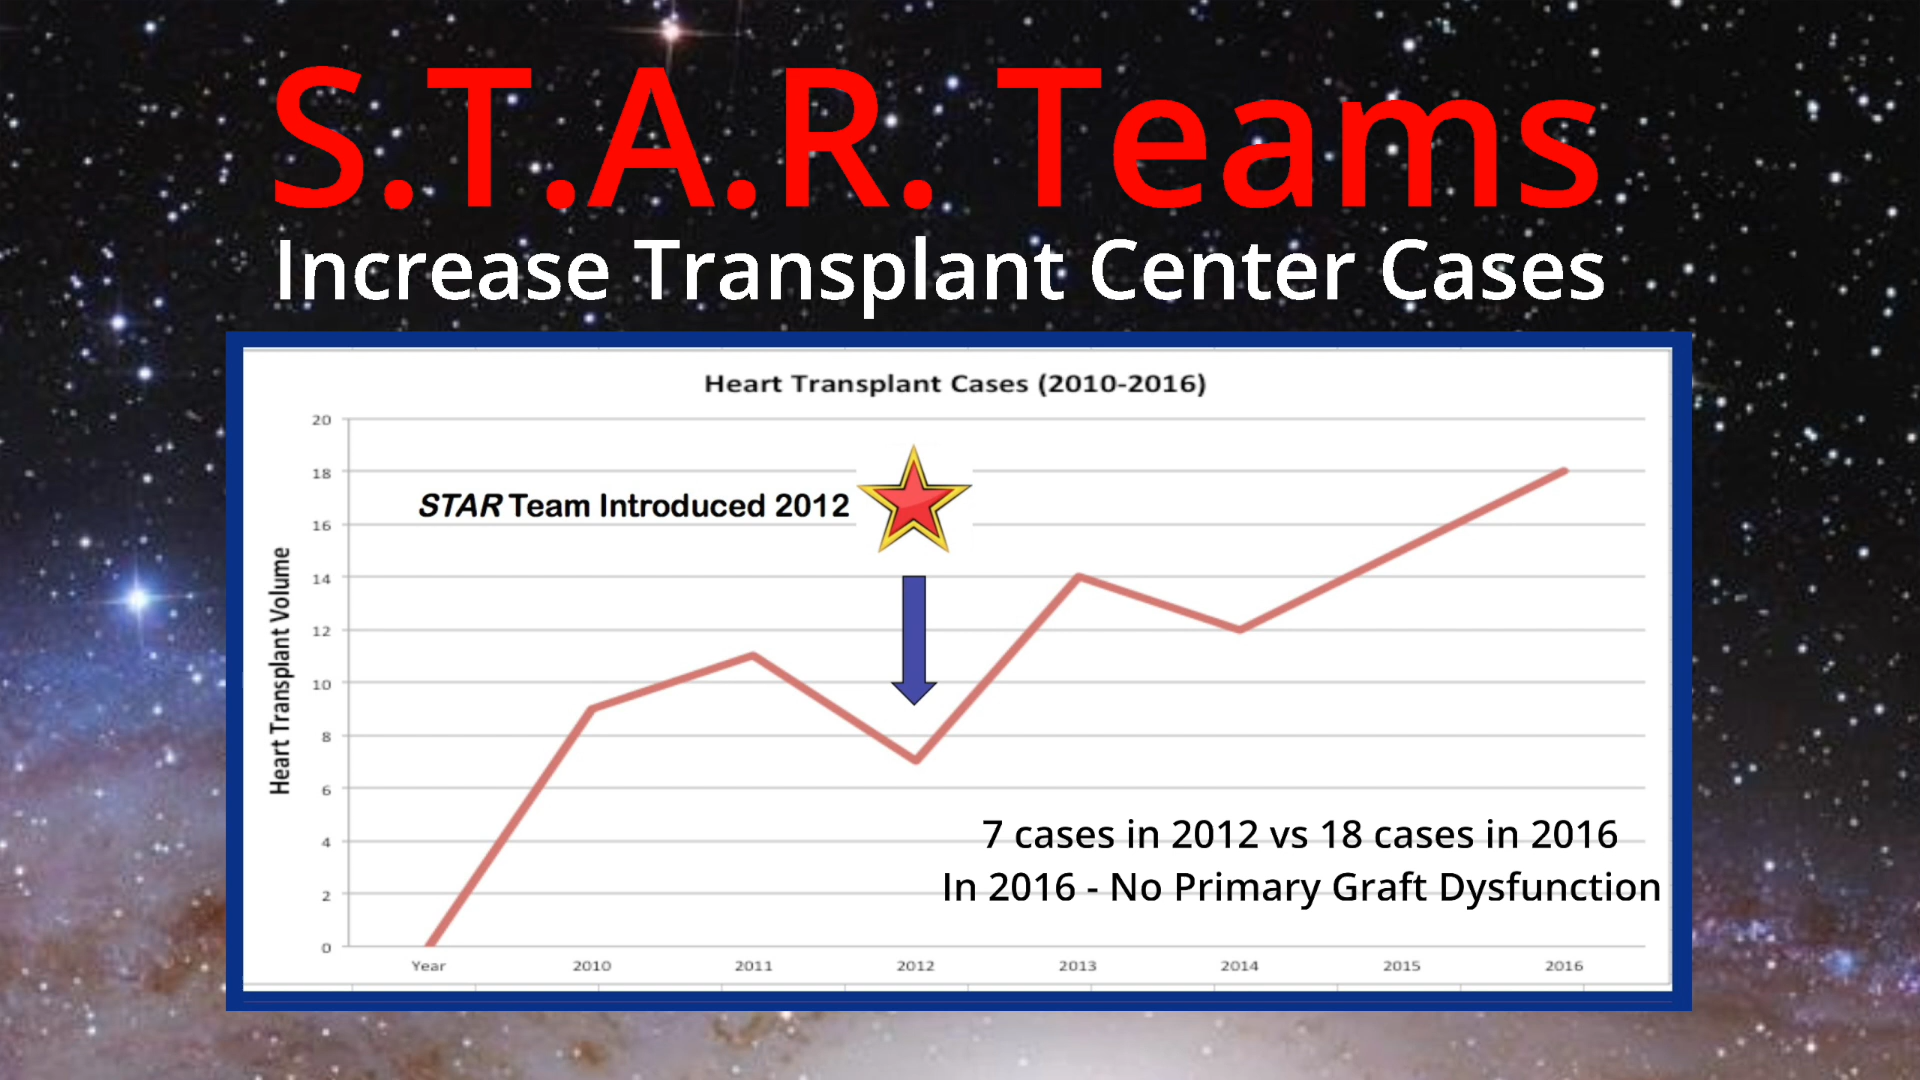 S.T.A.R. Teams
Increase Transplant Center Cases
Heart Transplant Cases (2010-2016)
20
18
STAR Team Introduced 2012
16
14
12
10
8
6
4
2
0
Heart Transplant Volume
7 cases in 2012 vs 18 cases in 2016
In 2016 - No Primary Graft Dysfunction
Year 2010 2011 2012 2013 2014 2015 2016